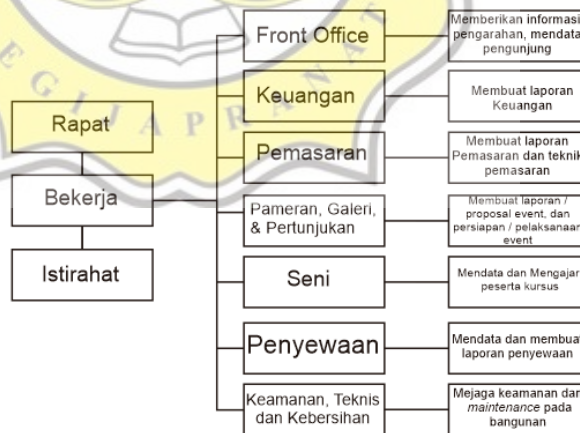 EGIJAPRANAT
Rapat
Bekerja
Istirahat
Front Office
Memberikan informasi
pengarahan, mendata
pengunjung
Keuangan
Membuat laporan
Keuangan
Pemasaran
Membuat laporan
Pemasaran dan teknik
pemasaran
Pameran, Galeri,
& Pertunjukan
Membuat laporan /
proposal event, dan
persiapan / pelaksanaan
event
Seni
Mendata dan Mengajar
peserta kursus
Penyewaan
Mendata dan membuat
laporan penyewaan
Keamanan, Teknis
dan Kebersihan
Mejaga keamanan dan
maintenance pada
bangunan